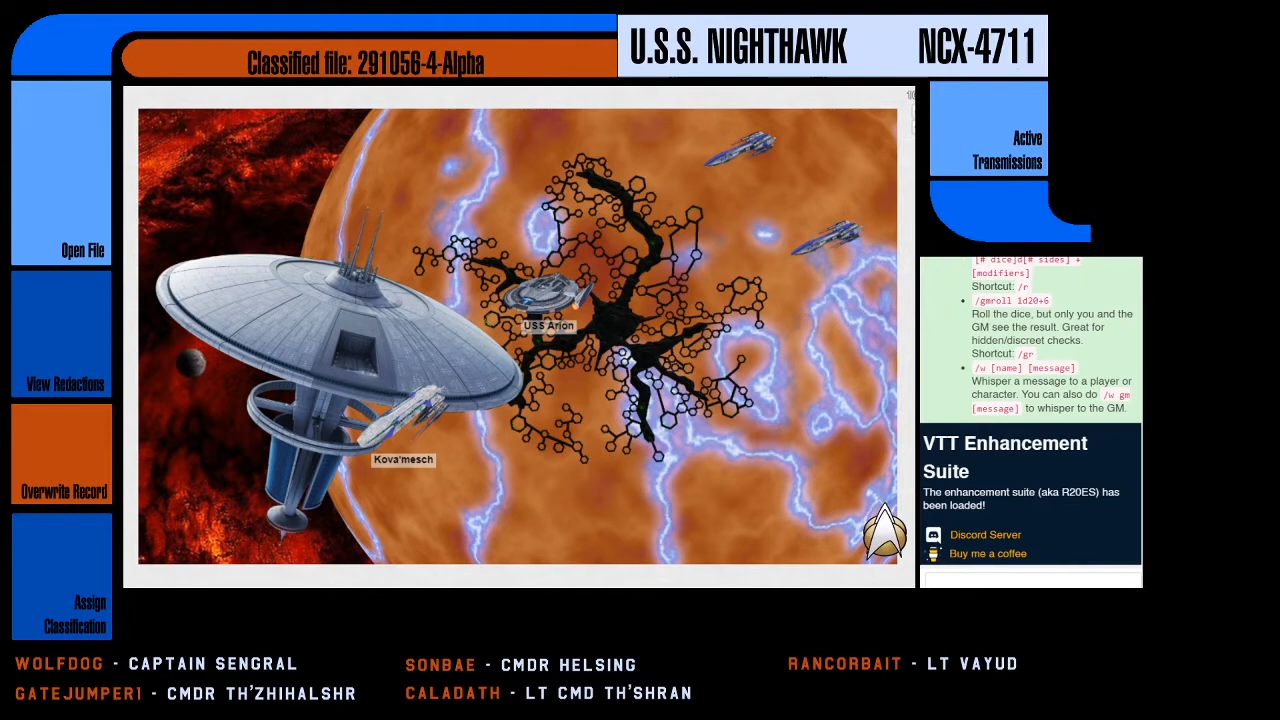 U.S.S. NIGHTHAWK NCX-4711
Classified file: 291056-4-Alpha
Open File
View Redactions
Overwrite Record
Assign
Classification
Active
Transmissions
USS Arion
Kova'mesch
[# dice]d[# sides] +
[modifiers]
Shortcut: /r
/gmroll 1d20+6
Roll the dice, but only you and the
GM see the result. Great for
hidden/discreet checks.
Shortcut: /gr
/w [name] [message]
Whisper a message to a player or
character. You can also do /w gm
[message] to whisper to the GM.
VTT Enhancement
Suite
The enhancement suite (aka R20ES) has
been loaded!
Discord Server
Buy me a coffee
WOLFDOG - CAPTAIN SENGRAL
SONBAE - CMDR HELSING
RANCORBAIT - LT VAYUD
GATEJUMPER1 - CMDR TH'ZHIHALSHR
CALADATH - LT CMD TH'SHRAN